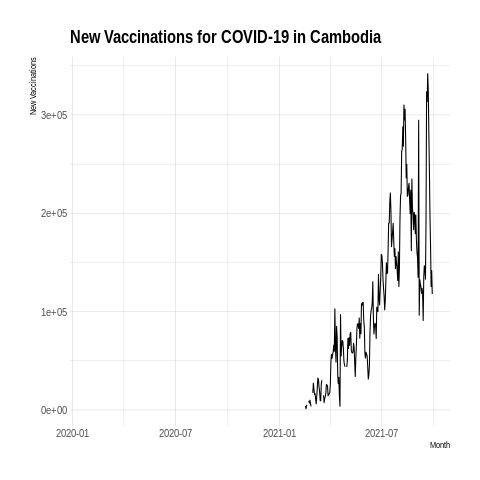 New Vaccinations for COVID-19 in Cambodia
New Vaccinations
3e+05
2e+05
1e+05
0e+00
2020-01 2020-07 2021-01 2021-07
Month